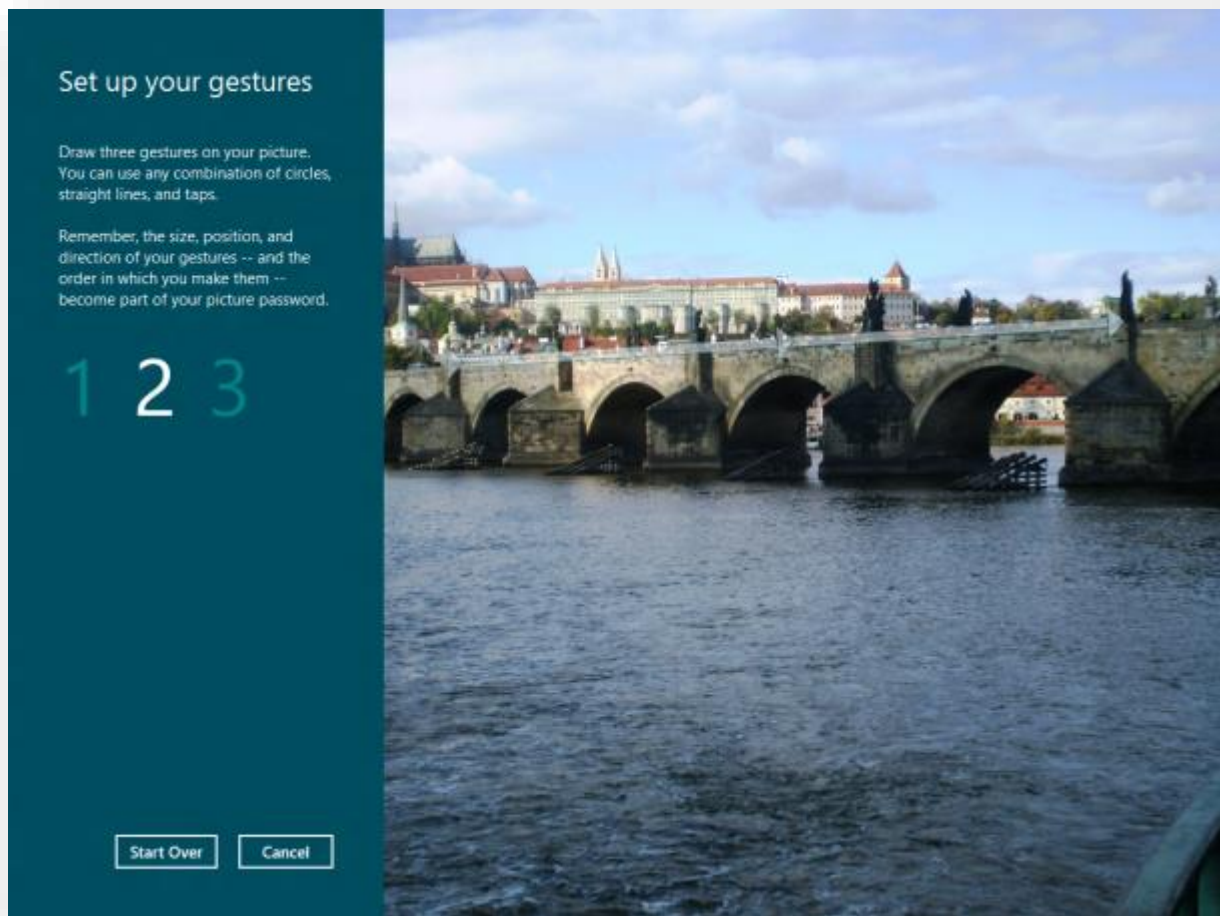 Set up your gestures
Draw three gestures on your picture.
You can use any combination of circles,
straight lines, and taps.
Remember, the size, position, and
direction of your gestures -- and the
order in which you make them --
become part of your picture password.
1 2 3
Start Over Cancel